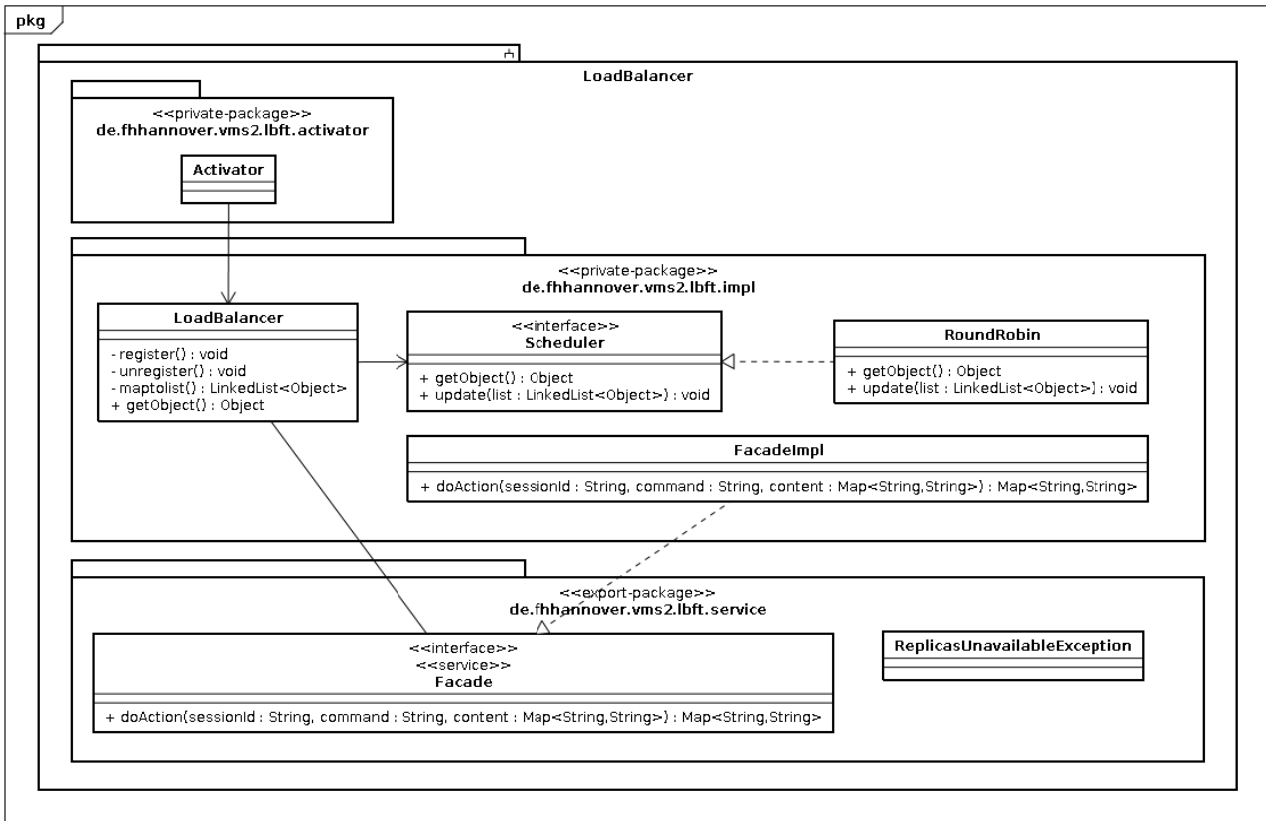 pkg
LoadBalancer
<<private-package>>
de.fhhannover.vms2.lbft.activator
Activator
<<private-package>>
de.fhhannover.vms2.lbft.impl
LoadBalancer
- register() : void
- unregister() : void
- maptolist() : LinkedList<Object>
+ getObject() : Object
<<interface>>
Scheduler
+ getObject() : Object
+ update(list : LinkedList<Object>) : void
RoundRobin
+ getObject() : Object
+ update(list : LinkedList<Object>) : void
FacadeImpl
+ doAction(sessionId : String, command : String, content : Map<String,String>) : Map<String,String>
<<export-package>>
de.fhhannover.vms2.lbft.service
<<interface>>
<<service>>
Facade
+ doAction(sessionId : String, command : String, content : Map<String,String>) : Map<String,String>
ReplicasUnavailableException